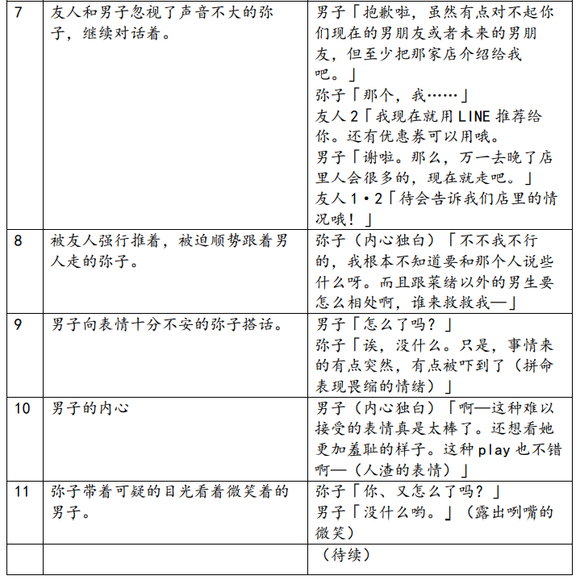 7
友人和男子忽视了声音不大的弥
子，继续对话着。
男子「抱歉啦，虽然有点对不起你
们现在的男朋友或者未来的男朋
友，但至少把那家店介绍给我
吧。」
弥子「那个，我……」
友人2「我现在就用LINE推荐给
你。还有优惠券可以用哦。
男子「谢啦。那么，万一去晚了店
里人会很多的，现在就走吧。」
友人1·2「待会告诉我们店里的情
况哦！」
8
被友人强行推着，被迫顺势跟着男
人走的弥子。
弥子（内心独白）「不不我不行
的，我根本不知道要和那个人说些
什么呀。而且跟菜绪以外的男生要
怎么相处啊，谁来救救我—」
9
男子向表情十分不安的弥子搭话。
男子「怎么了吗？」
弥子「诶，没什么。只是，事情来
的有点突然，有点被吓到了（拼命
表现畏缩的情绪）」
10
男子的内心
男子（内心独白）「啊—这种难以
接受的表情真是太棒了。还想看她
更加羞耻的样子。这种play也不错
啊—（人渣的表情）」
11
弥子带着可疑的目光看着微笑着的
男子。
弥子「你、又怎么了吗？」
男子「没什么哟。」（露出咧嘴的
微笑）
（待续）